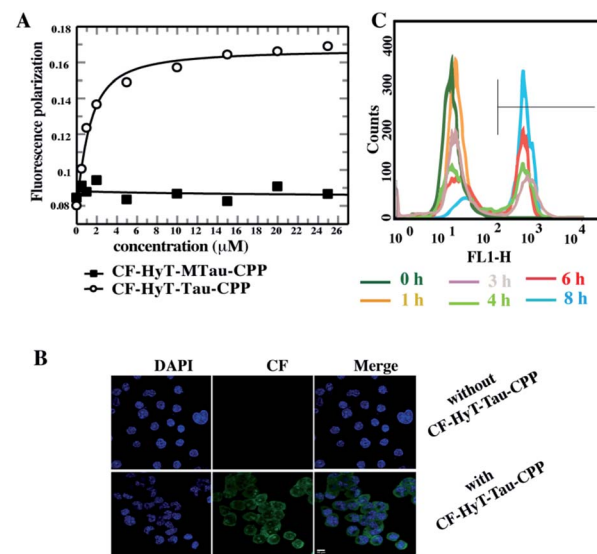 A
Fluorescence polarization
0.18
0.16
0.14
0.12
0.1
0.08
0 2 4 6 8 10 12 14 16 18 20 22 24 26
concentration (μM)
CF-HyT-MTau-CPP
CF-HyT-Tau-CPP
C
Counts
400
300
200
100
0
10 0 10 1 10 2 10 3 10 4
FL1-H
0 h 3 h 6 h
1 h 4 h 8 h
B
DAPI CF Merge
without
CF-HyT-Tau-CPP
with
CF-HyT-Tau-CPP